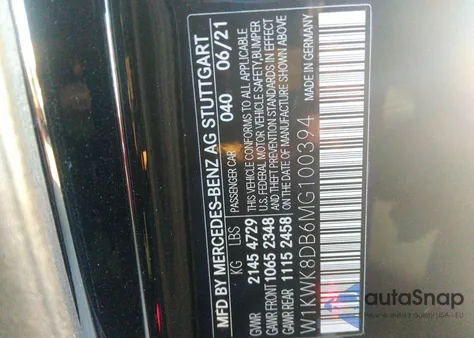 MFD BY MERCEDES-BENZ AG STUTTGART
PASSENGER CAR 040 06/21
KG LBS
GVWR 2145 4729
GAWR FRONT 1065 2348
GAWR REAR 1115 2458
THIS VEHICLE CONFORMS TO ALL APPLICABLE
U.S. FEDERAL MOTOR VEHICLE SAFETY, BUMPER
AND THEFT PREVENTION STANDARDS IN EFFECT
ON THE DATE OF MANUFACTURE SHOWN ABOVE
W1KWK8DB6MG100394
MADE IN GERMANY
autoSnap